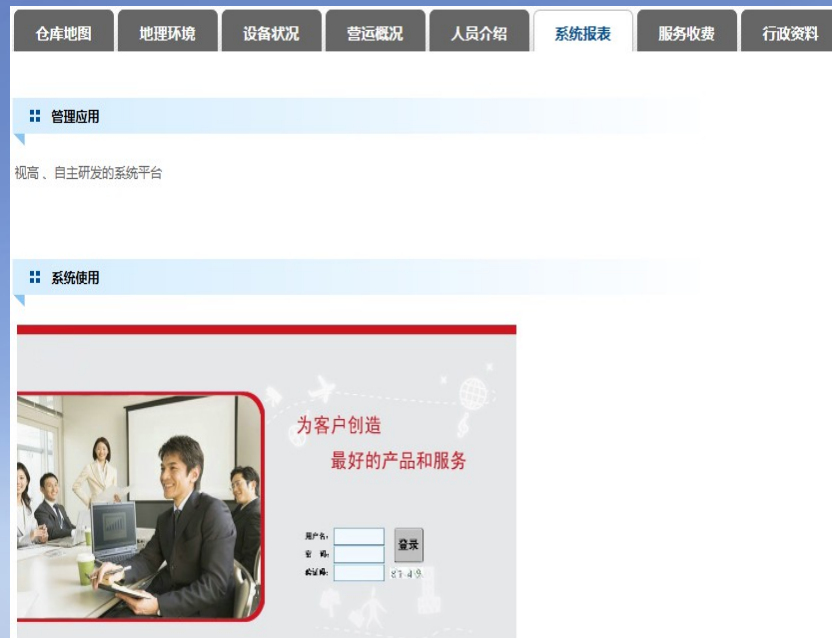 仓库地图 地理环境 设备状况 营运概况 人员介绍 系统报表 服务收费 行政资料
管理应用
视高 、自主研发的系统平台
系统使用
为客户创造
最好的产品和服务
用户名:
登录
密 码:
验证码: